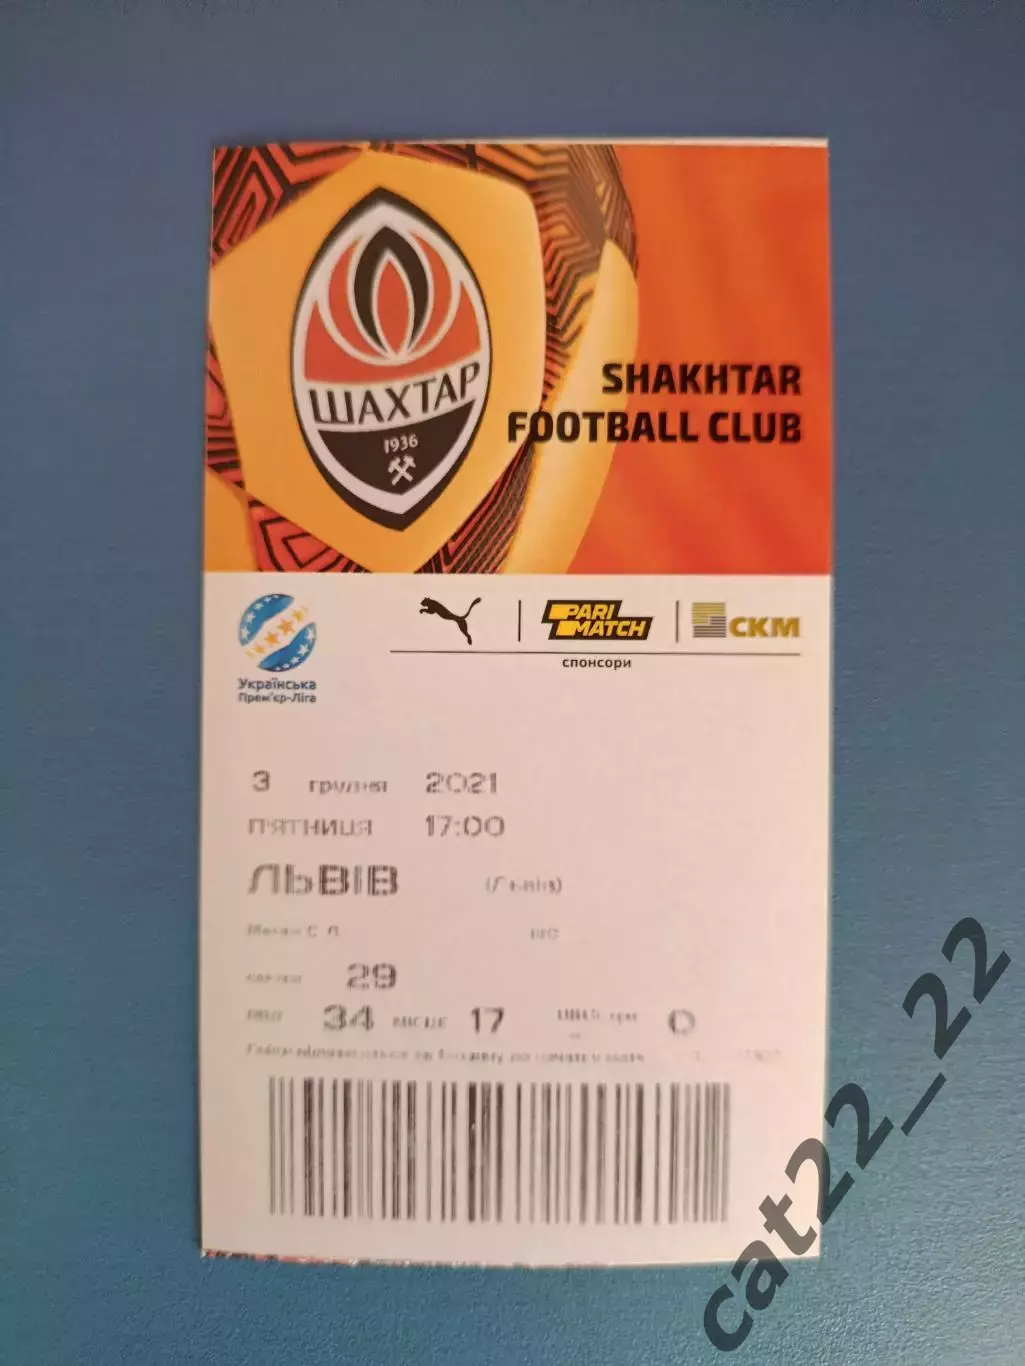 ШАХТАР
1936
SHAKHTAR
FOOTBALL CLUB
PARI
MATCH
СКМ
спонсори
Українська
Прем'єр-Ліга
3 грудня 2021
П'ЯТНИЦЯ 17:00
ЛЬВІВ (Львів)
29
34 МІСЦЕ 17 0
cat22_22